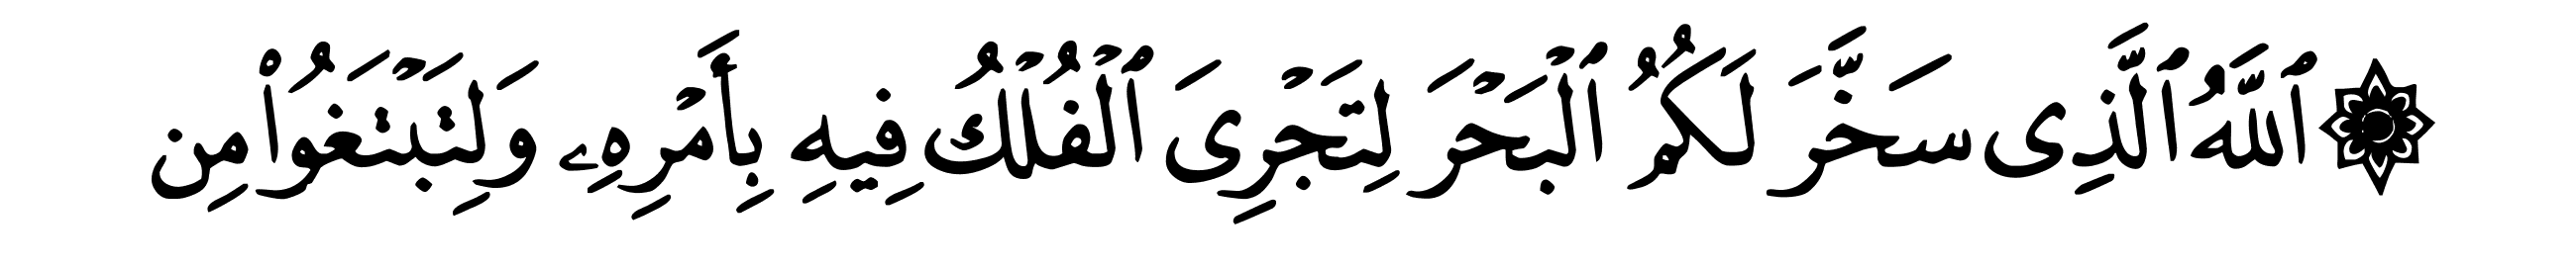 ۞ ٱللَّهُ ٱلَّذِى سَخَّرَ لَكُمُ ٱلْبَحْرَ لِتَجْرِىَ ٱلْفُلْكُ فِيهِ بِأَمْرِهِۦ وَلِتَبْتَغُوا۟ مِن